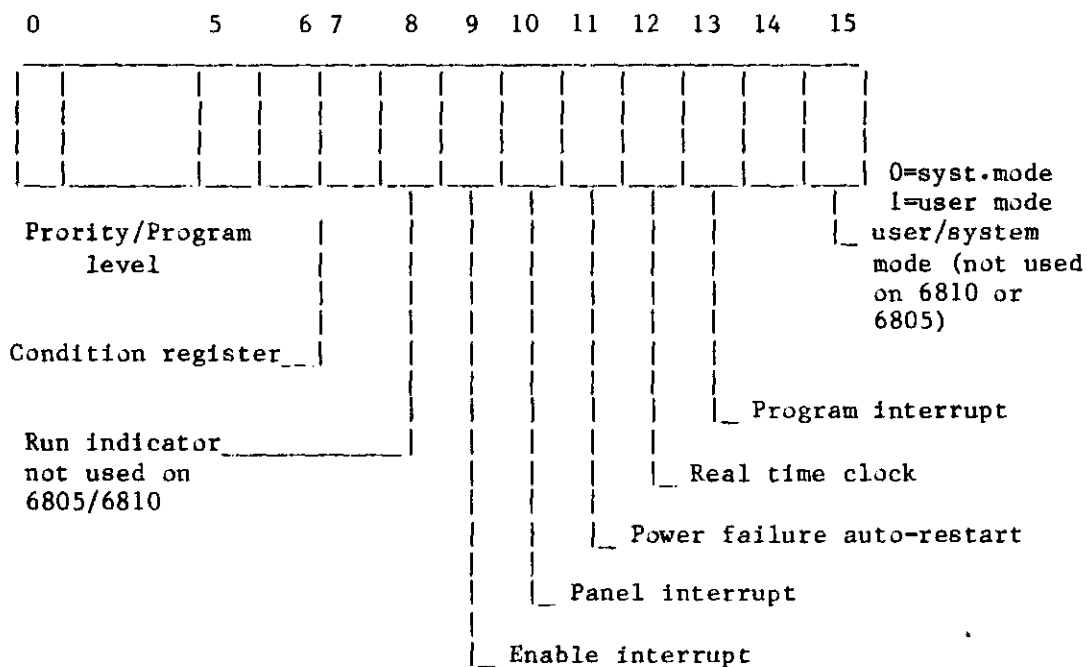 0 5 6 7 8 9 10 11 12 13 14 15
0=syst.mode
1=user mode
user/system
mode (not used
on 6810 or
6805)
Prority/Program
level
Condition register
Program interrupt
Run indicator
not used on
6805/6810
Real time clock
Power failure auto-restart
Panel interrupt
Enable interrupt